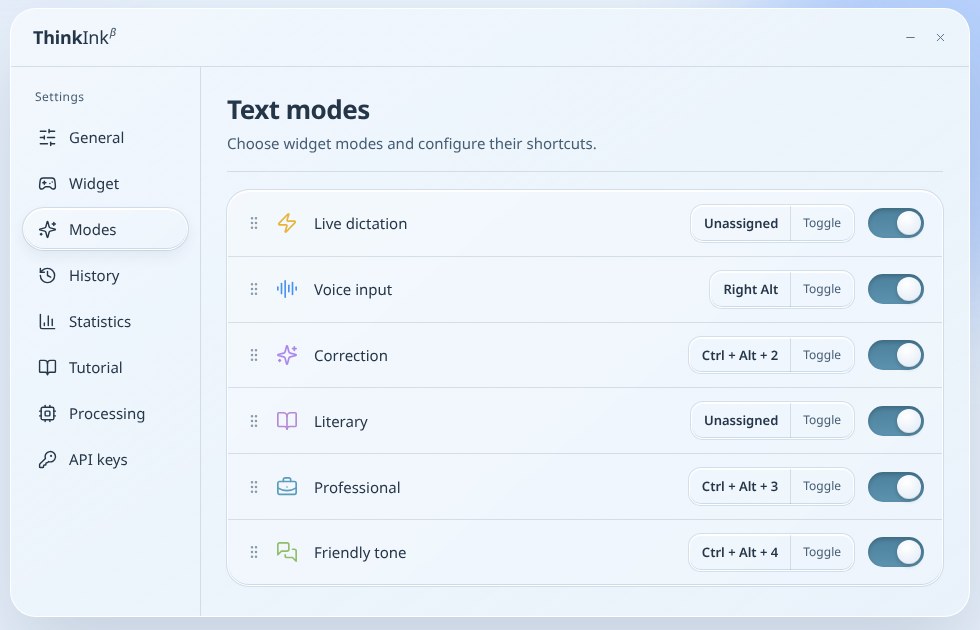 ThinkInkβ
Settings
General
Widget
Modes
History
Statistics
Tutorial
Processing
API keys
Text modes
Choose widget modes and configure their shortcuts.
Live dictation Unassigned Toggle
Voice input Right Alt Toggle
Correction Ctrl + Alt + 2 Toggle
Literary Unassigned Toggle
Professional Ctrl + Alt + 3 Toggle
Friendly tone Ctrl + Alt + 4 Toggle